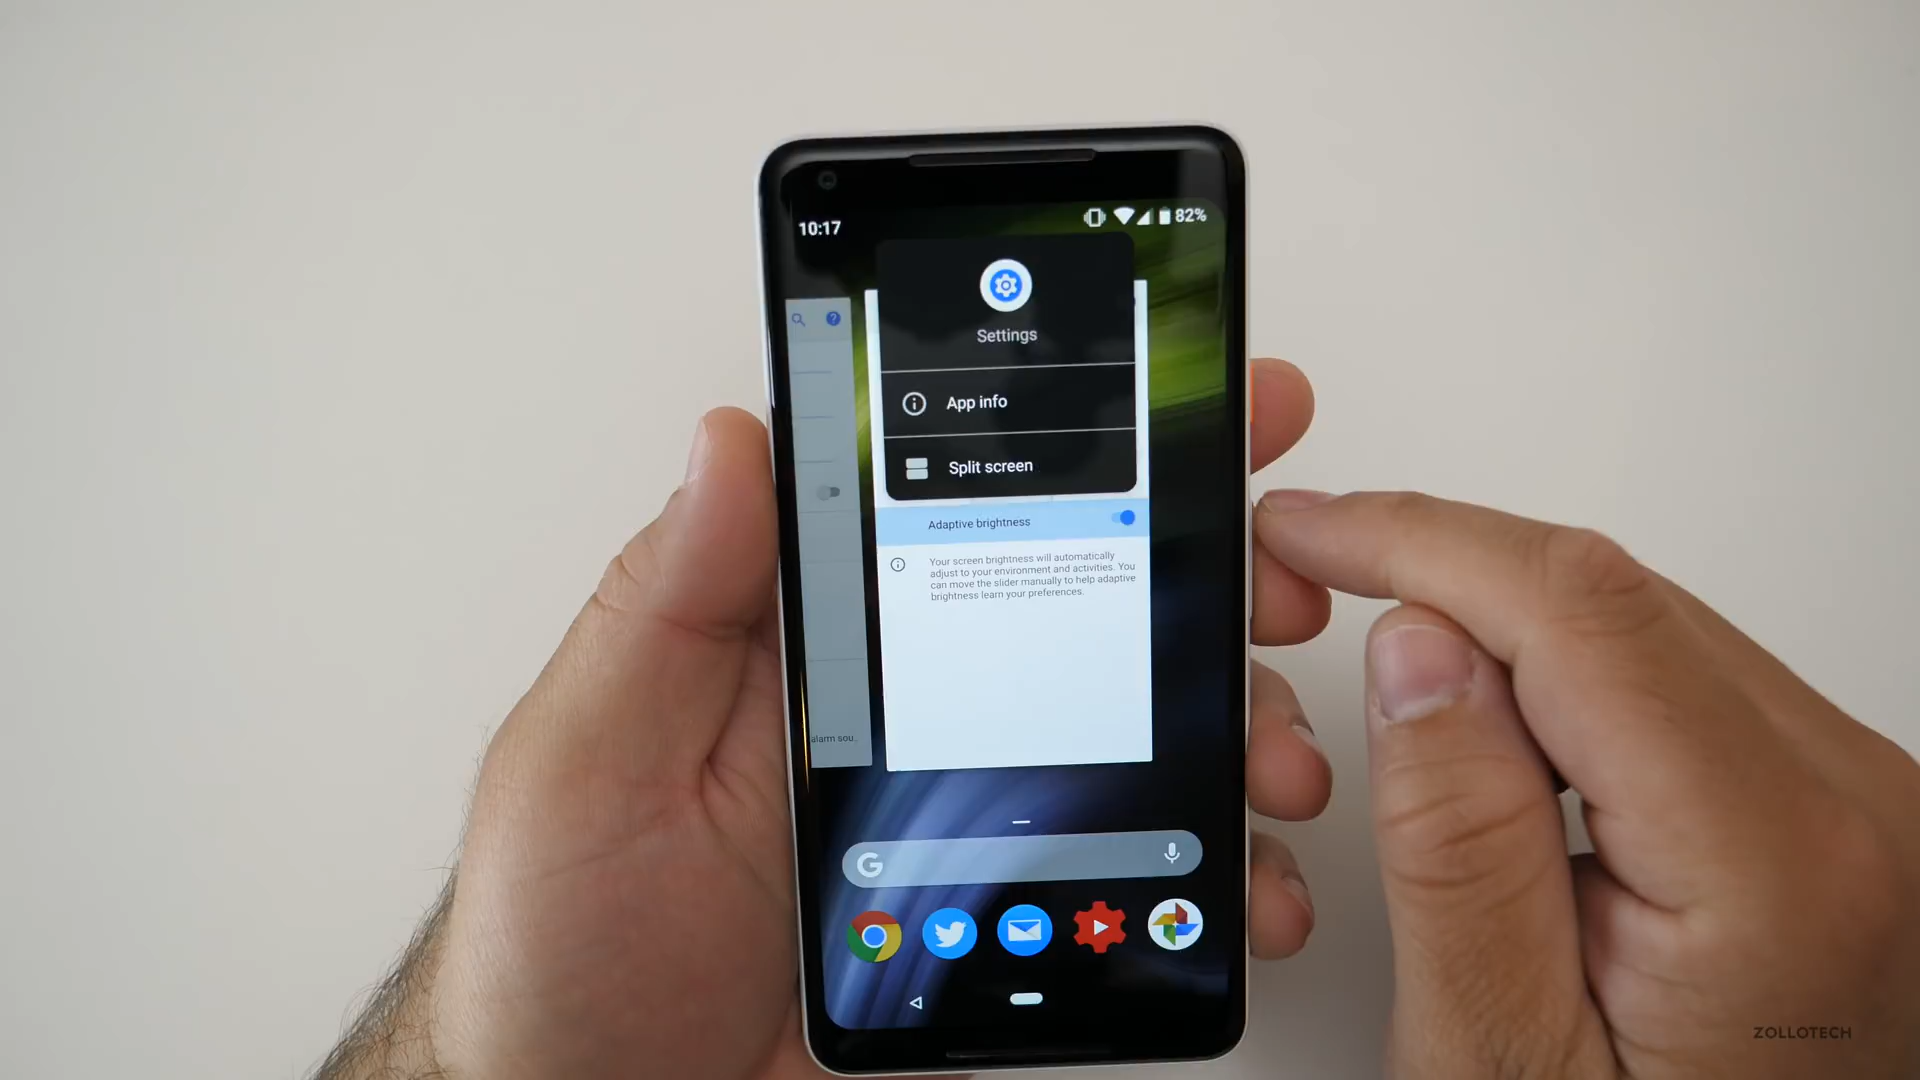 10:17
82%
Settings
App info
Split screen
Adaptive brightness
Your screen brightness will automatically
adjust to your environment and activities. You
can move the slider manually to help adaptive
brightness learn your preferences.
alarm sou..
G
ZOLLOTECH